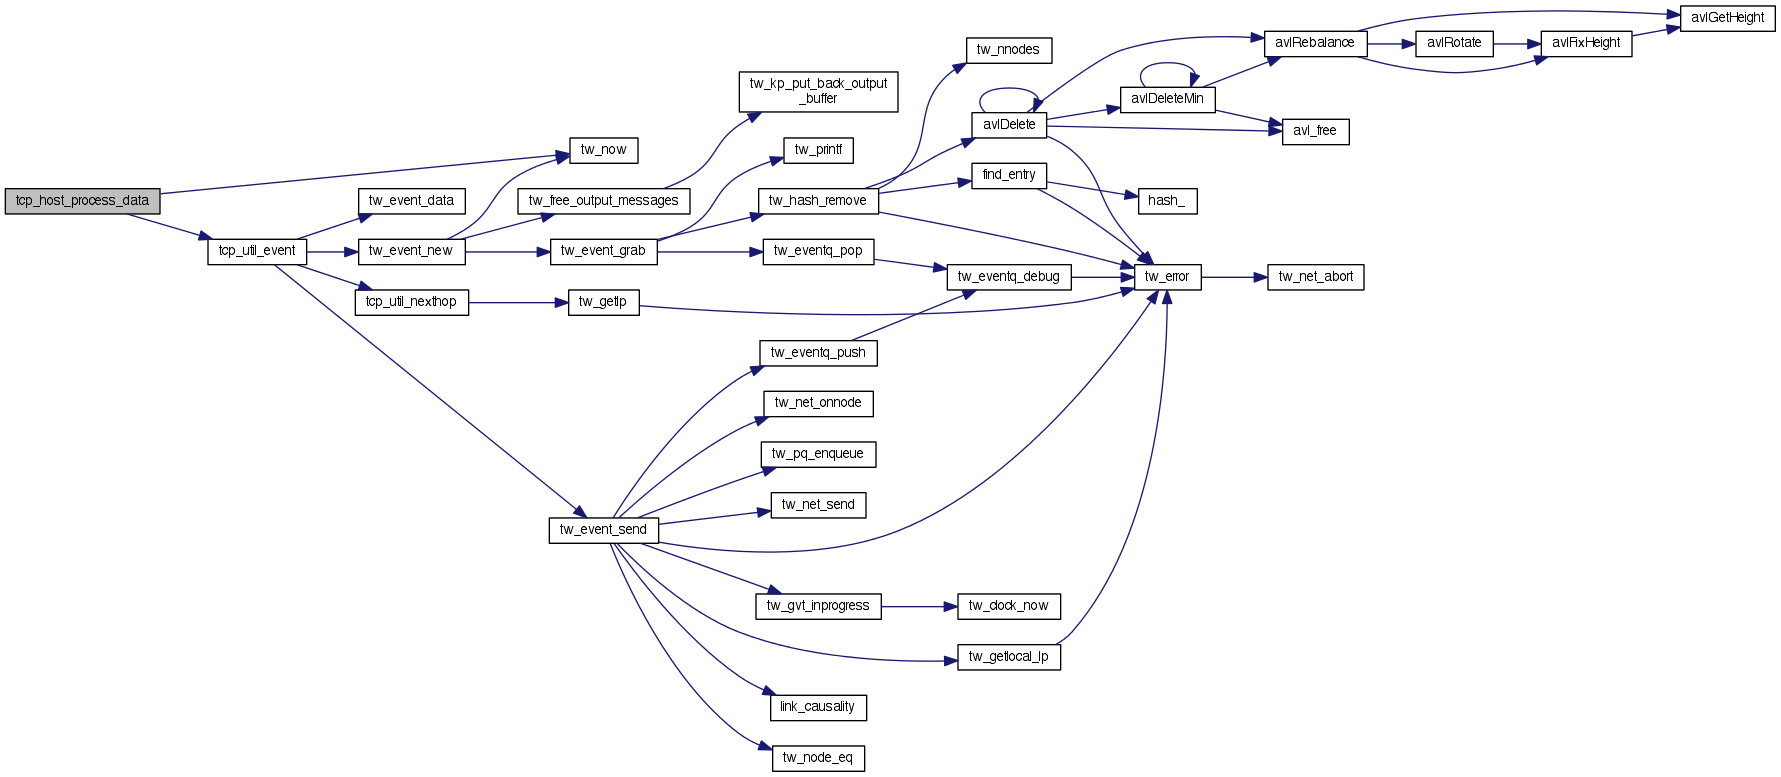 tcp_host_process_data
tw_now
tcp_util_event
tw_event_data
tw_event_new
tcp_util_nexthop
tw_free_output_messages
tw_event_grab
tw_getlp
tw_event_send
tw_kp_put_back_output
_buffer
tw_printf
tw_hash_remove
tw_eventq_pop
tw_eventq_push
tw_net_onnode
tw_pq_enqueue
tw_net_send
tw_gvt_inprogress
link_causality
tw_node_eq
tw_nnodes
avlDelete
find_entry
tw_eventq_debug
tw_clock_now
tw_getlocal_lp
avlDeleteMin
hash_
tw_error
avlRebalance
avl_free
tw_net_abort
avlRotate
avlFixHeight
avlGetHeight